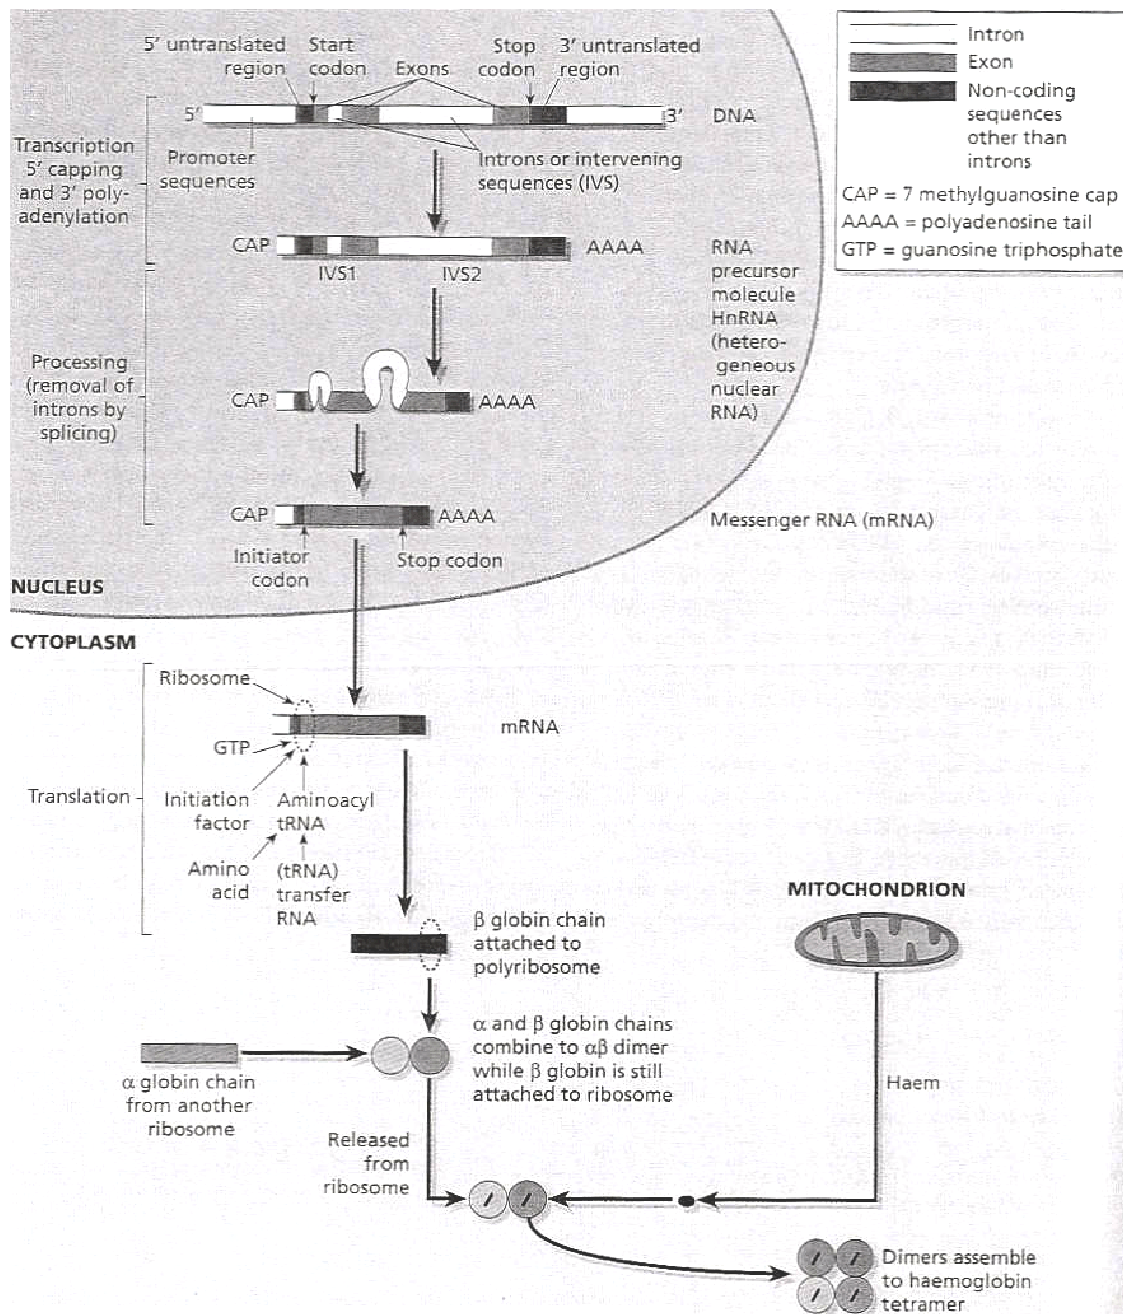 5′ untranslated
region
Start
codon
Exons
Stop
codon
3′ untranslated
region
Intron
Exon
Non-coding
sequences
other than
introns
CAP = 7 methylguanosine cap
AAAA = polyadenosine tail
GTP = guanosine triphosphate
5′
3′
DNA
Transcription
5′ capping
and 3′ poly-
adenylation
Promoter
sequences
Introns or intervening
sequences (IVS)
CAP
AAAA
IVS1
IVS2
RNA
precursor
molecule
HnRNA
(hetero-
geneous
nuclear
RNA)
Processing
(removal of
introns by
splicing)
CAP
AAAA
CAP
AAAA
Initiator
codon
Stop codon
Messenger RNA (mRNA)
NUCLEUS
CYTOPLASM
Ribosome
GTP
mRNA
Translation
Initiation
factor
Aminoacyl
tRNA
Amino
acid
(tRNA)
transfer
RNA
β globin chain
attached to
polyribosome
MITOCHONDRION
α globin chain
from another
ribosome
α and β globin chains
combine to αβ dimer
while β globin is still
attached to ribosome
Haem
Released
from
ribosome
Dimers assemble
to haemoglobin
tetramer